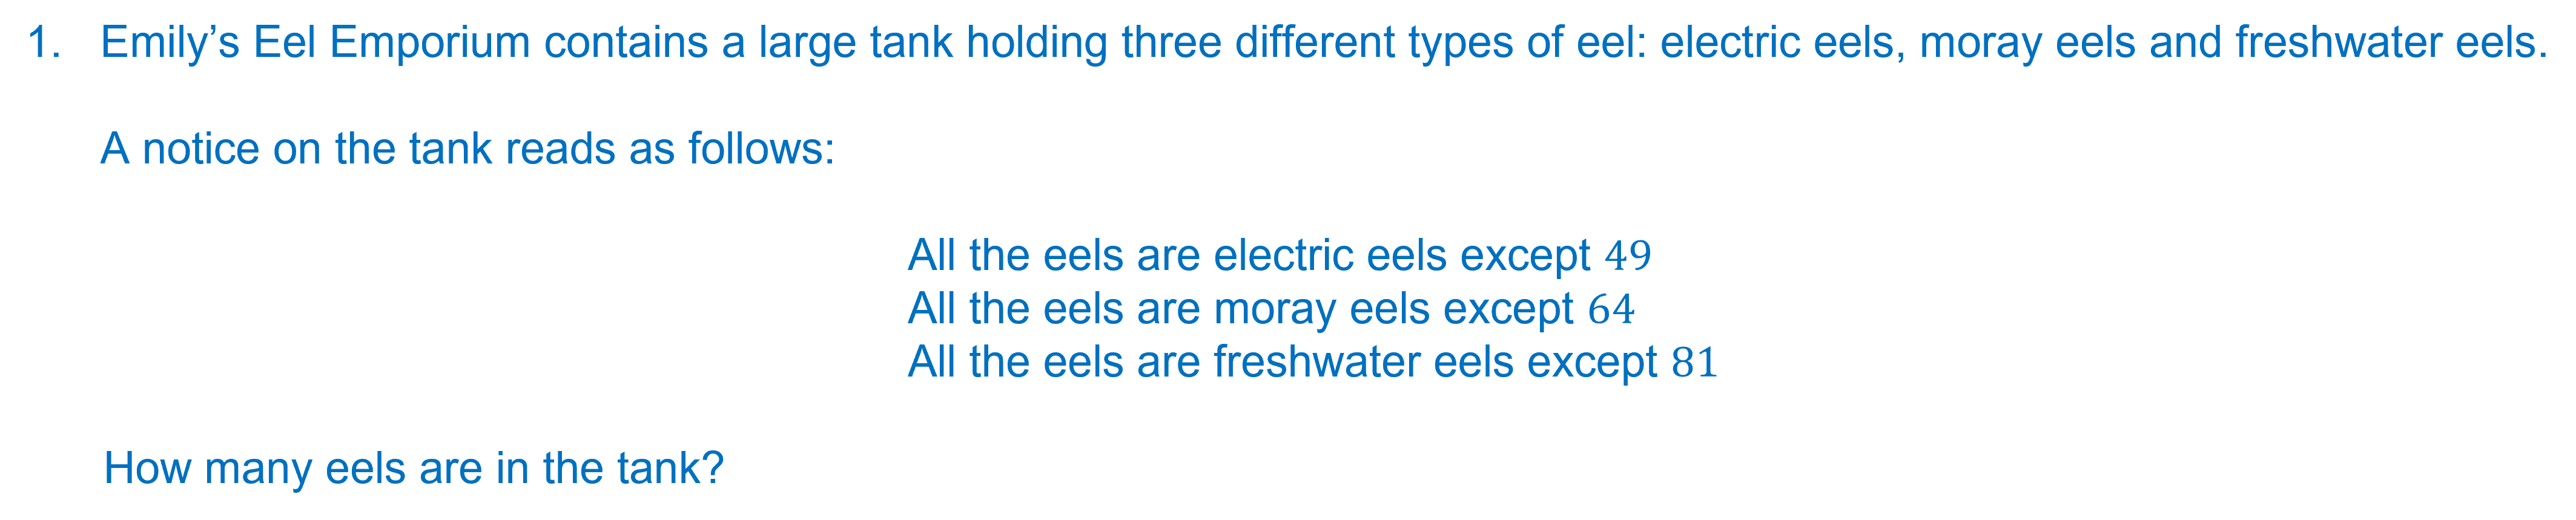 1. Emily’s Eel Emporium contains a large tank holding three different types of eel: electric eels, moray eels and freshwater eels.
A notice on the tank reads as follows:
All the eels are electric eels except 49
All the eels are moray eels except 64
All the eels are freshwater eels except 81
How many eels are in the tank?